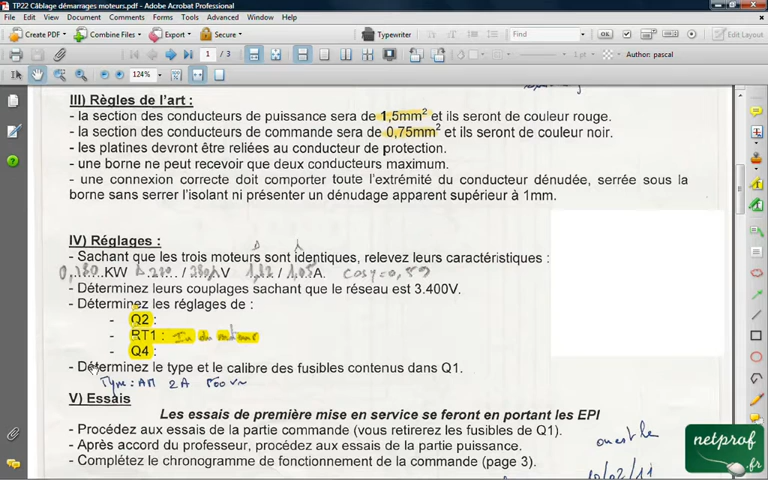 TP22 Câblage démarrages moteurs.pdf - Adobe Acrobat Professional
File Edit View Document Comments Forms Tools Advanced Window Help
Create PDF Combine Files Export Secure Typewriter Find Edit Layout
1 / 3 Author: pascal
124%
III) Règles de l'art :
- la section des conducteurs de puissance sera de 1,5mm² et ils seront de couleur rouge.
- la section des conducteurs de commande sera de 0,75mm² et ils seront de couleur noir.
- les platines devront être reliées au conducteur de protection.
- une borne ne peut recevoir que deux conducteurs maximum.
- une connexion correcte doit comporter toute l'extrémité du conducteur dénudée, serrée sous la
borne sans serrer l'isolant ni présenter un dénudage apparent supérieur à 1mm.
IV) Réglages :
- Sachant que les trois moteurs sont identiques, relevez leurs caractéristiques :
KW / V / A.
- Déterminez leurs couplages sachant que le réseau est 3.400V.
- Déterminez les réglages de :
- Q2 :
- RT1 : In du moteur
- Q4 :
- Déterminez le type et le calibre des fusibles contenus dans Q1.
Type: AM 2A 500V~
V) Essais
Les essais de première mise en service se feront en portant les EPI
- Procédez aux essais de la partie commande (vous retirerez les fusibles de Q1).
- Après accord du professeur, procédez aux essais de la partie puissance.
- Complétez le chronogramme de fonctionnement de la commande (page 3).
netprof
.fr